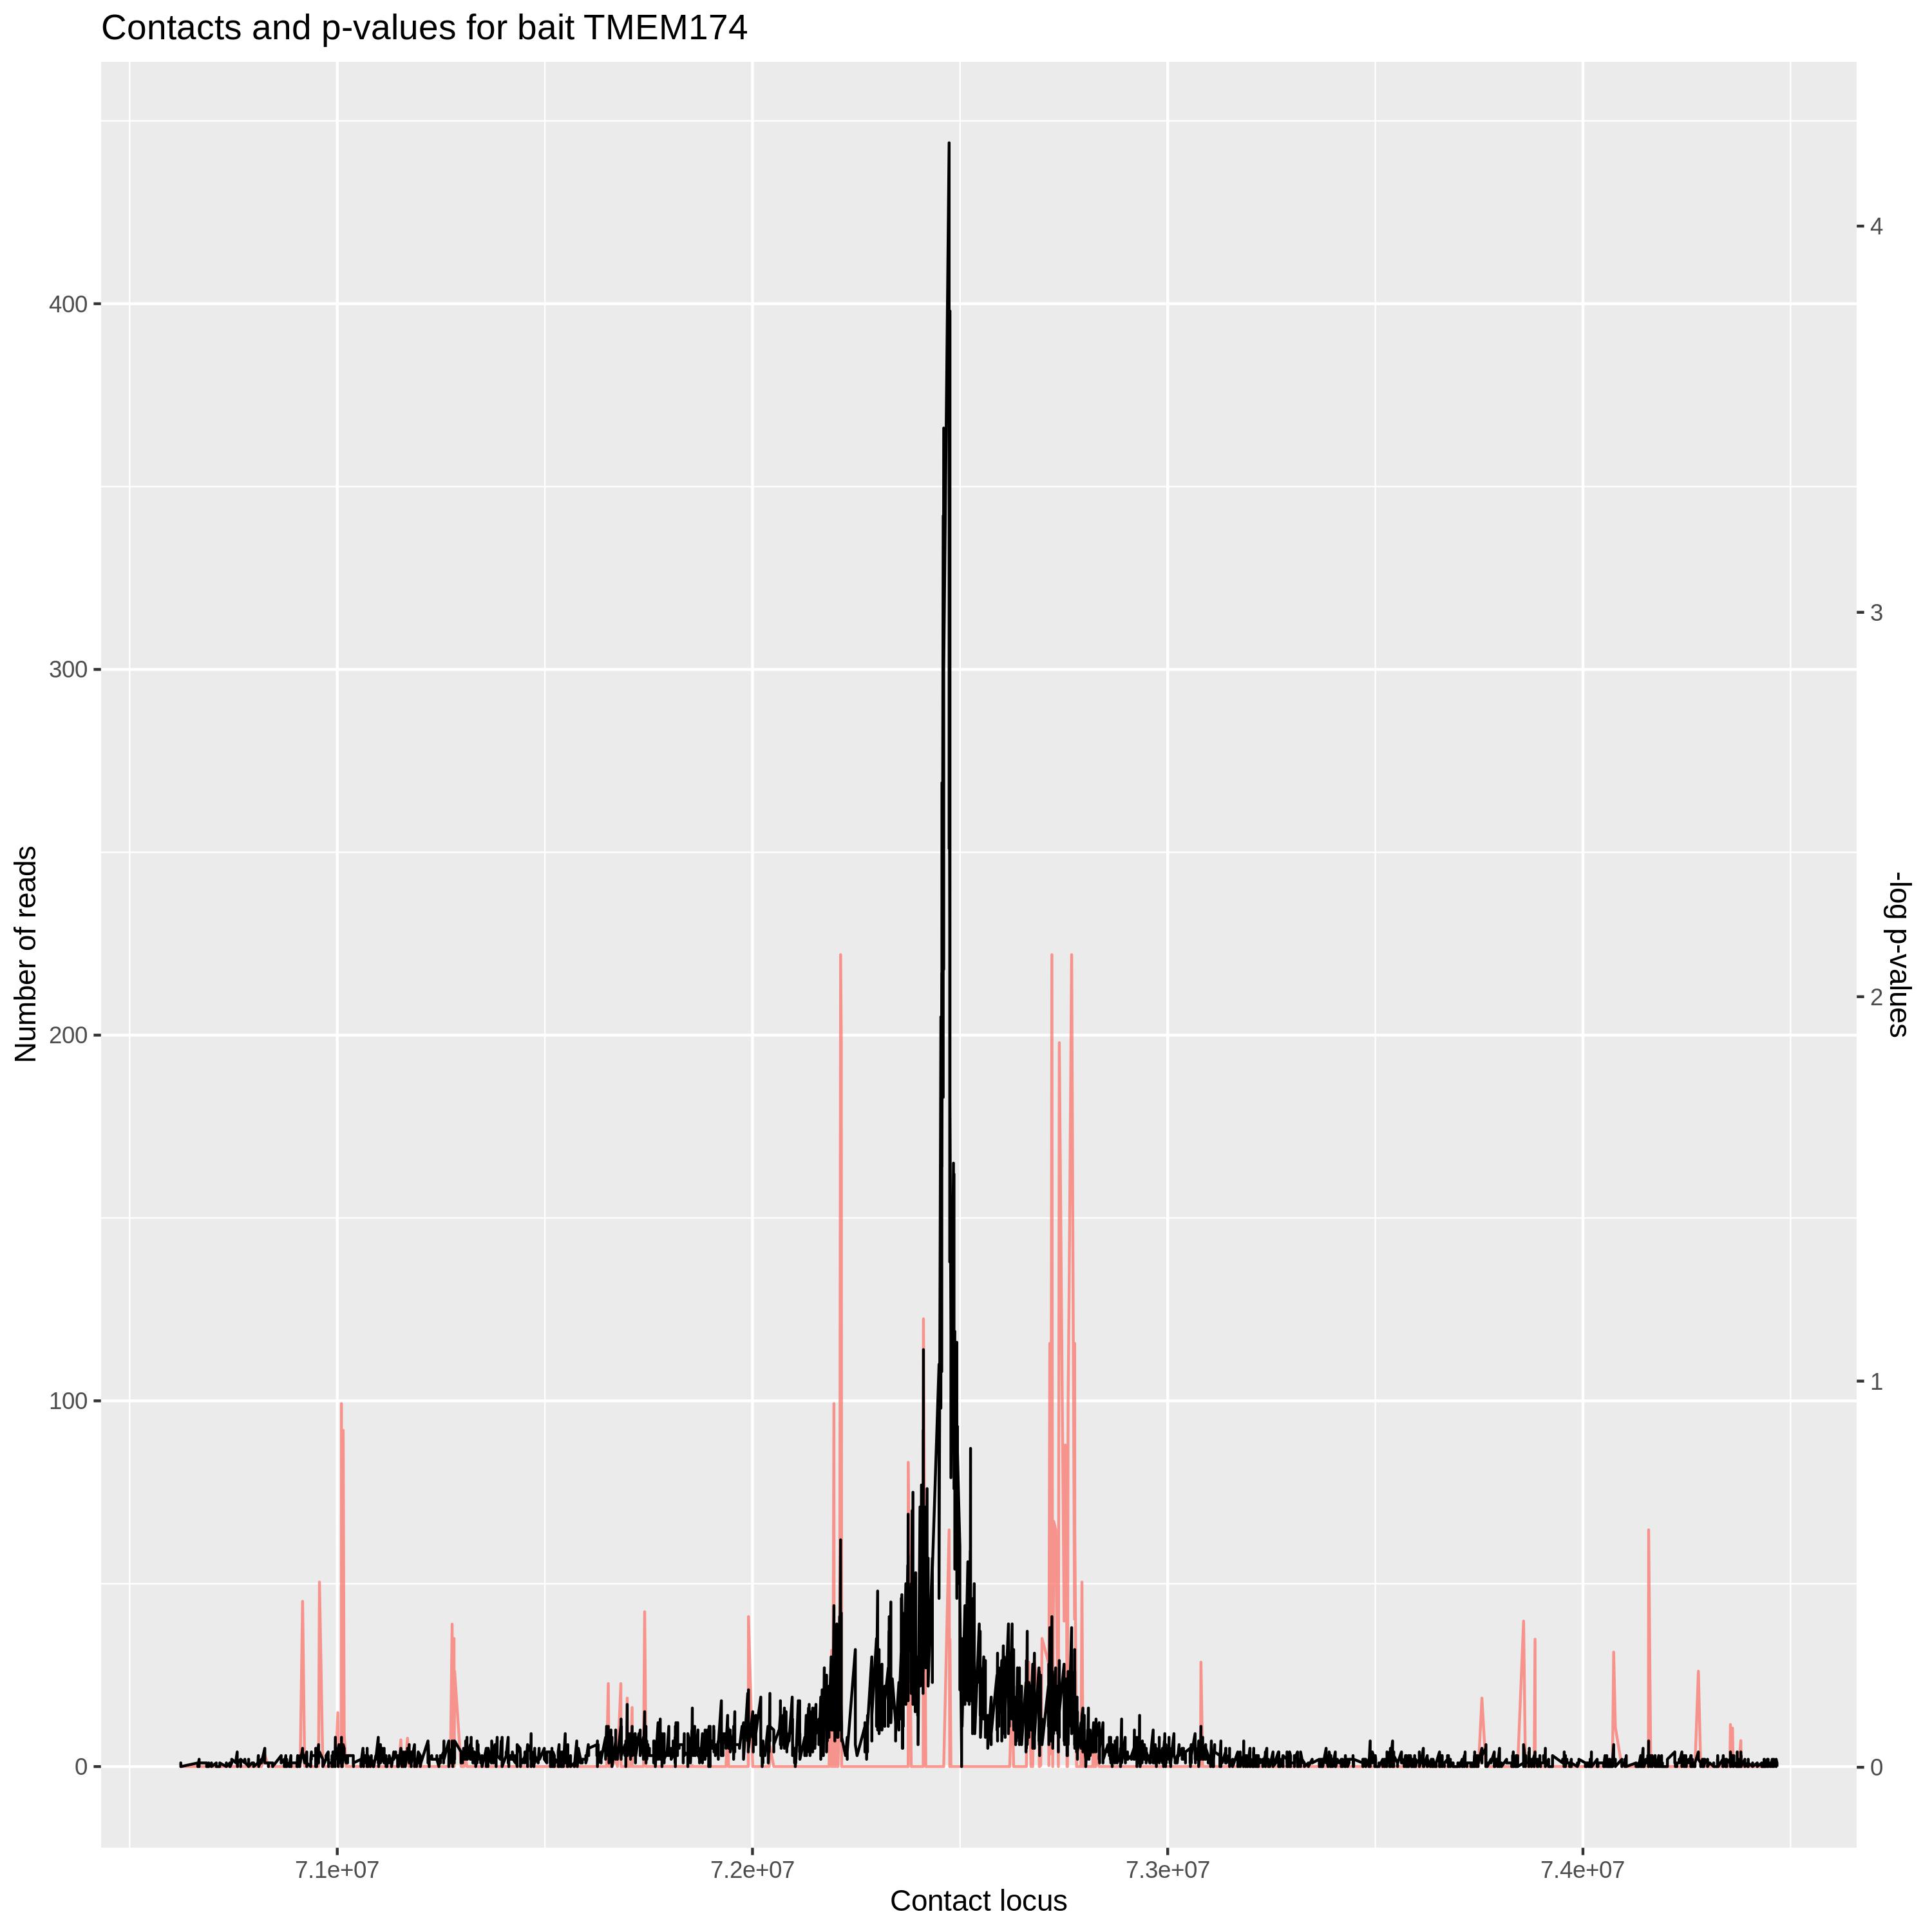 Contacts and p-values for bait TMEM174
Number of reads
400
300
200
100
0
4
3
2
1
0
-log p-values
7.1e+07 7.2e+07 7.3e+07 7.4e+07
Contact locus